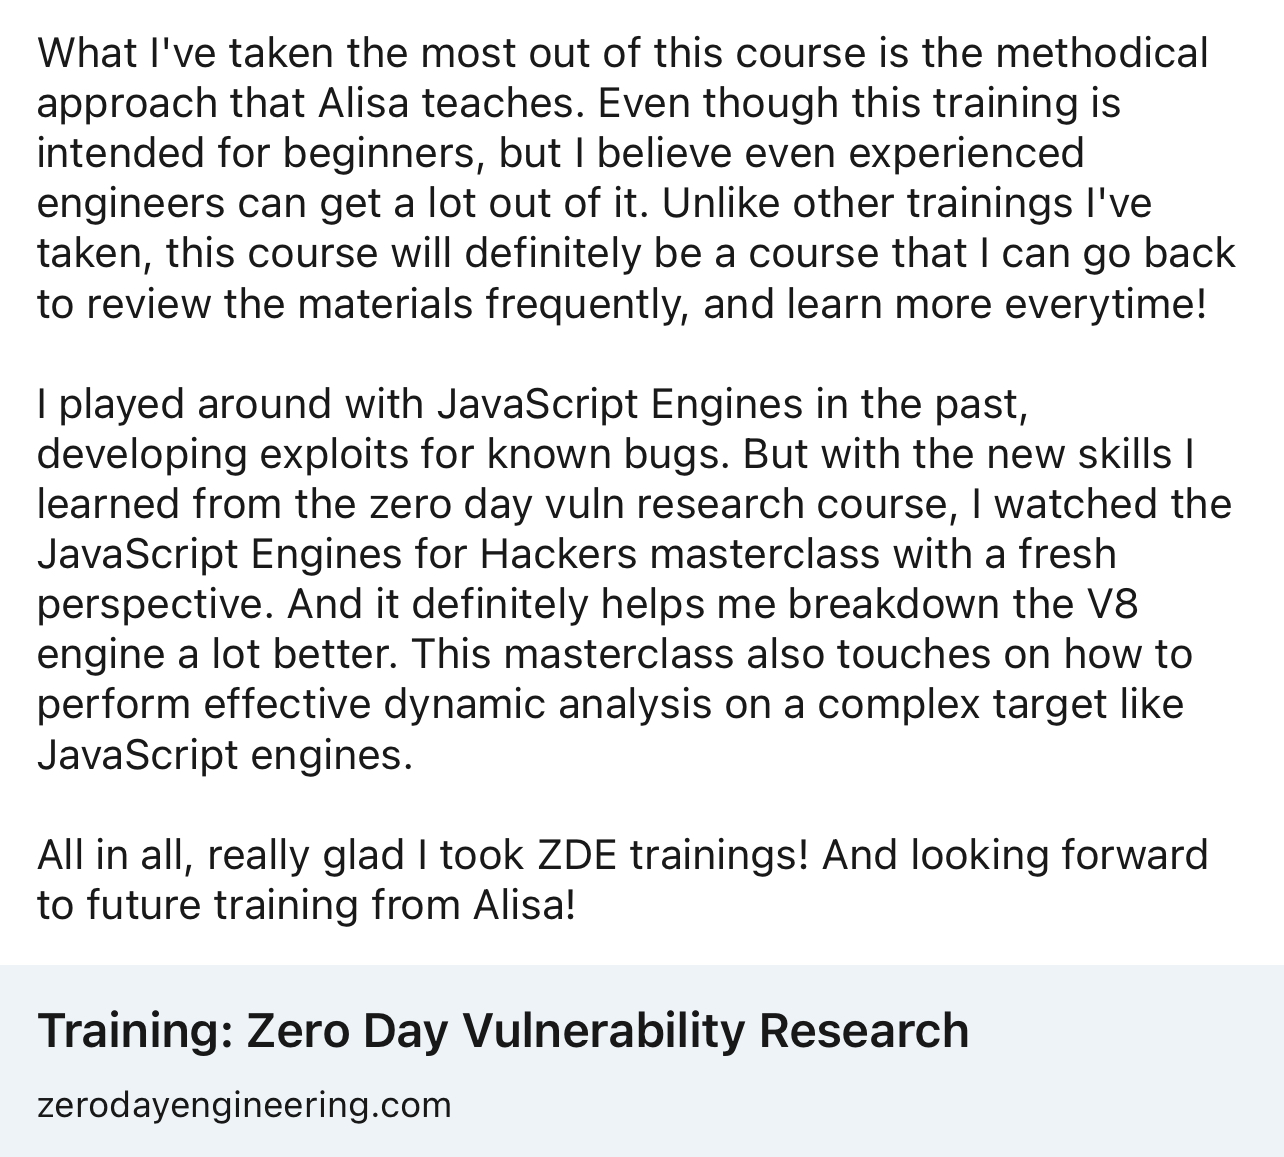 What I've taken the most out of this course is the methodical
approach that Alisa teaches. Even though this training is
intended for beginners, but I believe even experienced
engineers can get a lot out of it. Unlike other trainings I've
taken, this course will definitely be a course that I can go back
to review the materials frequently, and learn more everytime!
I played around with JavaScript Engines in the past,
developing exploits for known bugs. But with the new skills I
learned from the zero day vuln research course, I watched the
JavaScript Engines for Hackers masterclass with a fresh
perspective. And it definitely helps me breakdown the V8
engine a lot better. This masterclass also touches on how to
perform effective dynamic analysis on a complex target like
JavaScript engines.
All in all, really glad I took ZDE trainings! And looking forward
to future training from Alisa!
Training: Zero Day Vulnerability Research
zerodayengineering.com